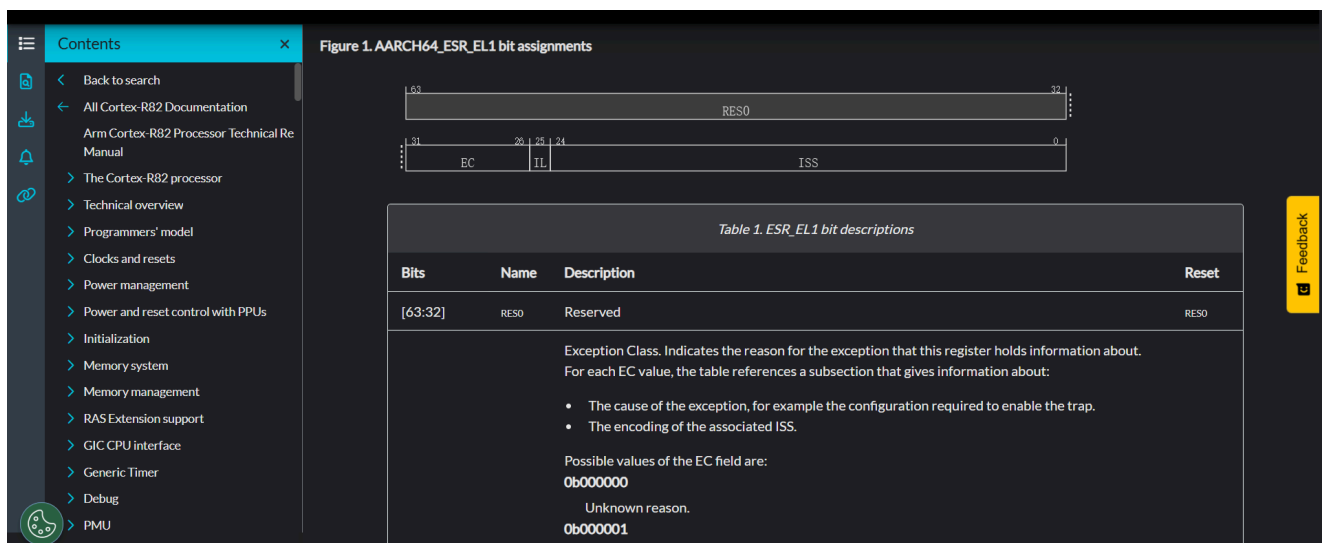 Contents
×
Back to search
All Cortex-R82 Documentation
Arm Cortex-R82 Processor Technical Re
Manual
The Cortex-R82 processor
Technical overview
Programmers' model
Clocks and resets
Power management
Power and reset control with PPUs
Initialization
Memory system
Memory management
RAS Extension support
GIC CPU interface
Generic Timer
Debug
PMU
Figure 1. AARCH64_ESR_EL1 bit assignments
63 32
RES0
31 26 25 24 0
EC IL ISS
Table 1. ESR_EL1 bit descriptions
Bits Name Description Reset
[63:32] RES0 Reserved RES0
Exception Class. Indicates the reason for the exception that this register holds information about.
For each EC value, the table references a subsection that gives information about:
• The cause of the exception, for example the configuration required to enable the trap.
• The encoding of the associated ISS.
Possible values of the EC field are:
0b000000
Unknown reason.
0b000001
Feedback